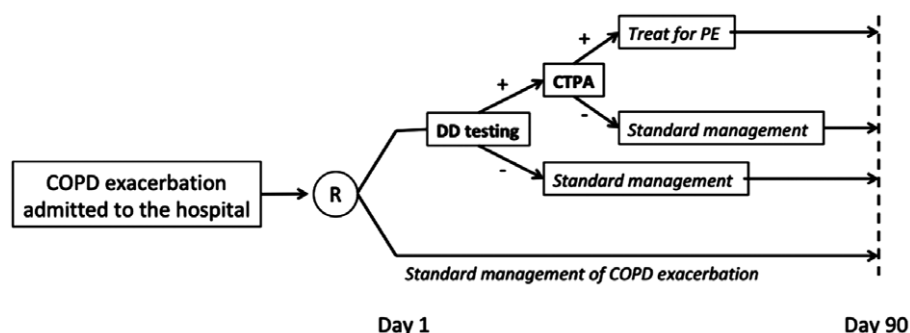 +
Treat for PE
+
CTPA
-
Standard management
DD testing
-
Standard management
COPD exacerbation
admitted to the hospital
R
Standard management of COPD exacerbation
Day 1
Day 90